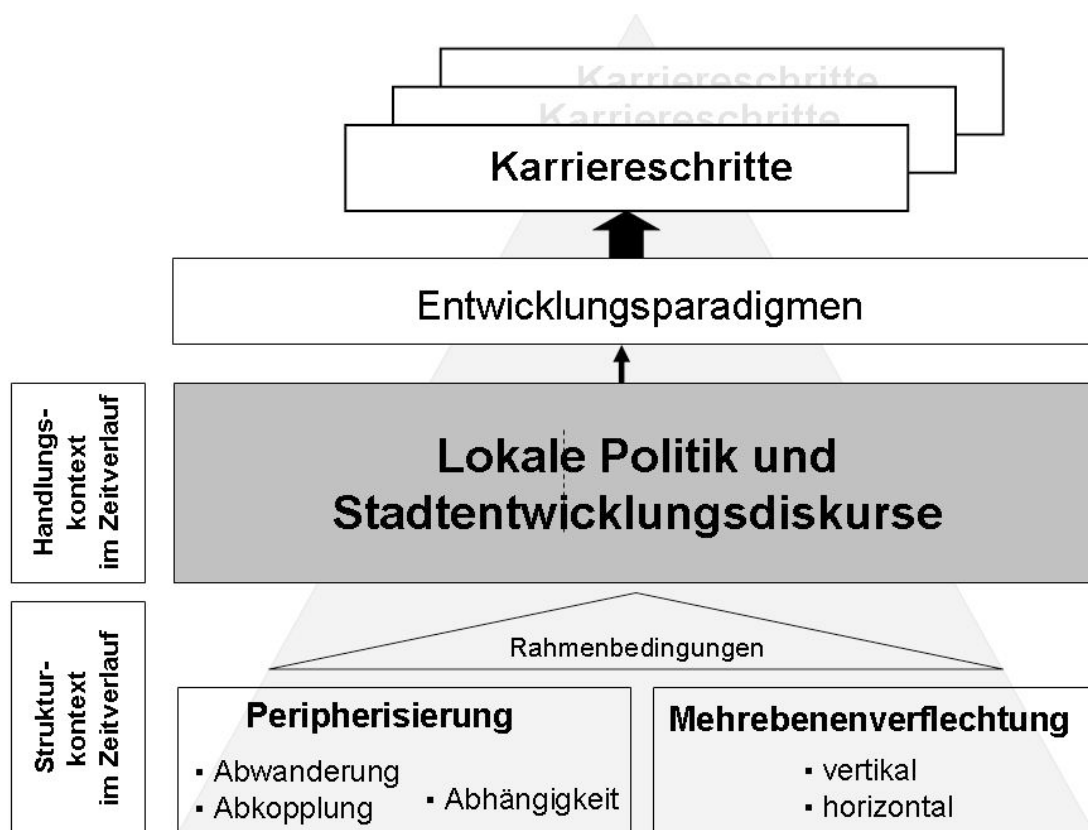 Karriereschritte
Karriereschritte
Karriereschritte
Entwicklungsparadigmen
Handlungs-
kontext
im Zeitverlauf
Lokale Politik und
Stadtentwicklungsdiskurse
Struktur-
kontext
im Zeitverlauf
Rahmenbedingungen
Peripherisierung
▪ Abwanderung
▪ Abkopplung
▪ Abhängigkeit
Mehrebenenverflechtung
▪ vertikal
▪ horizontal